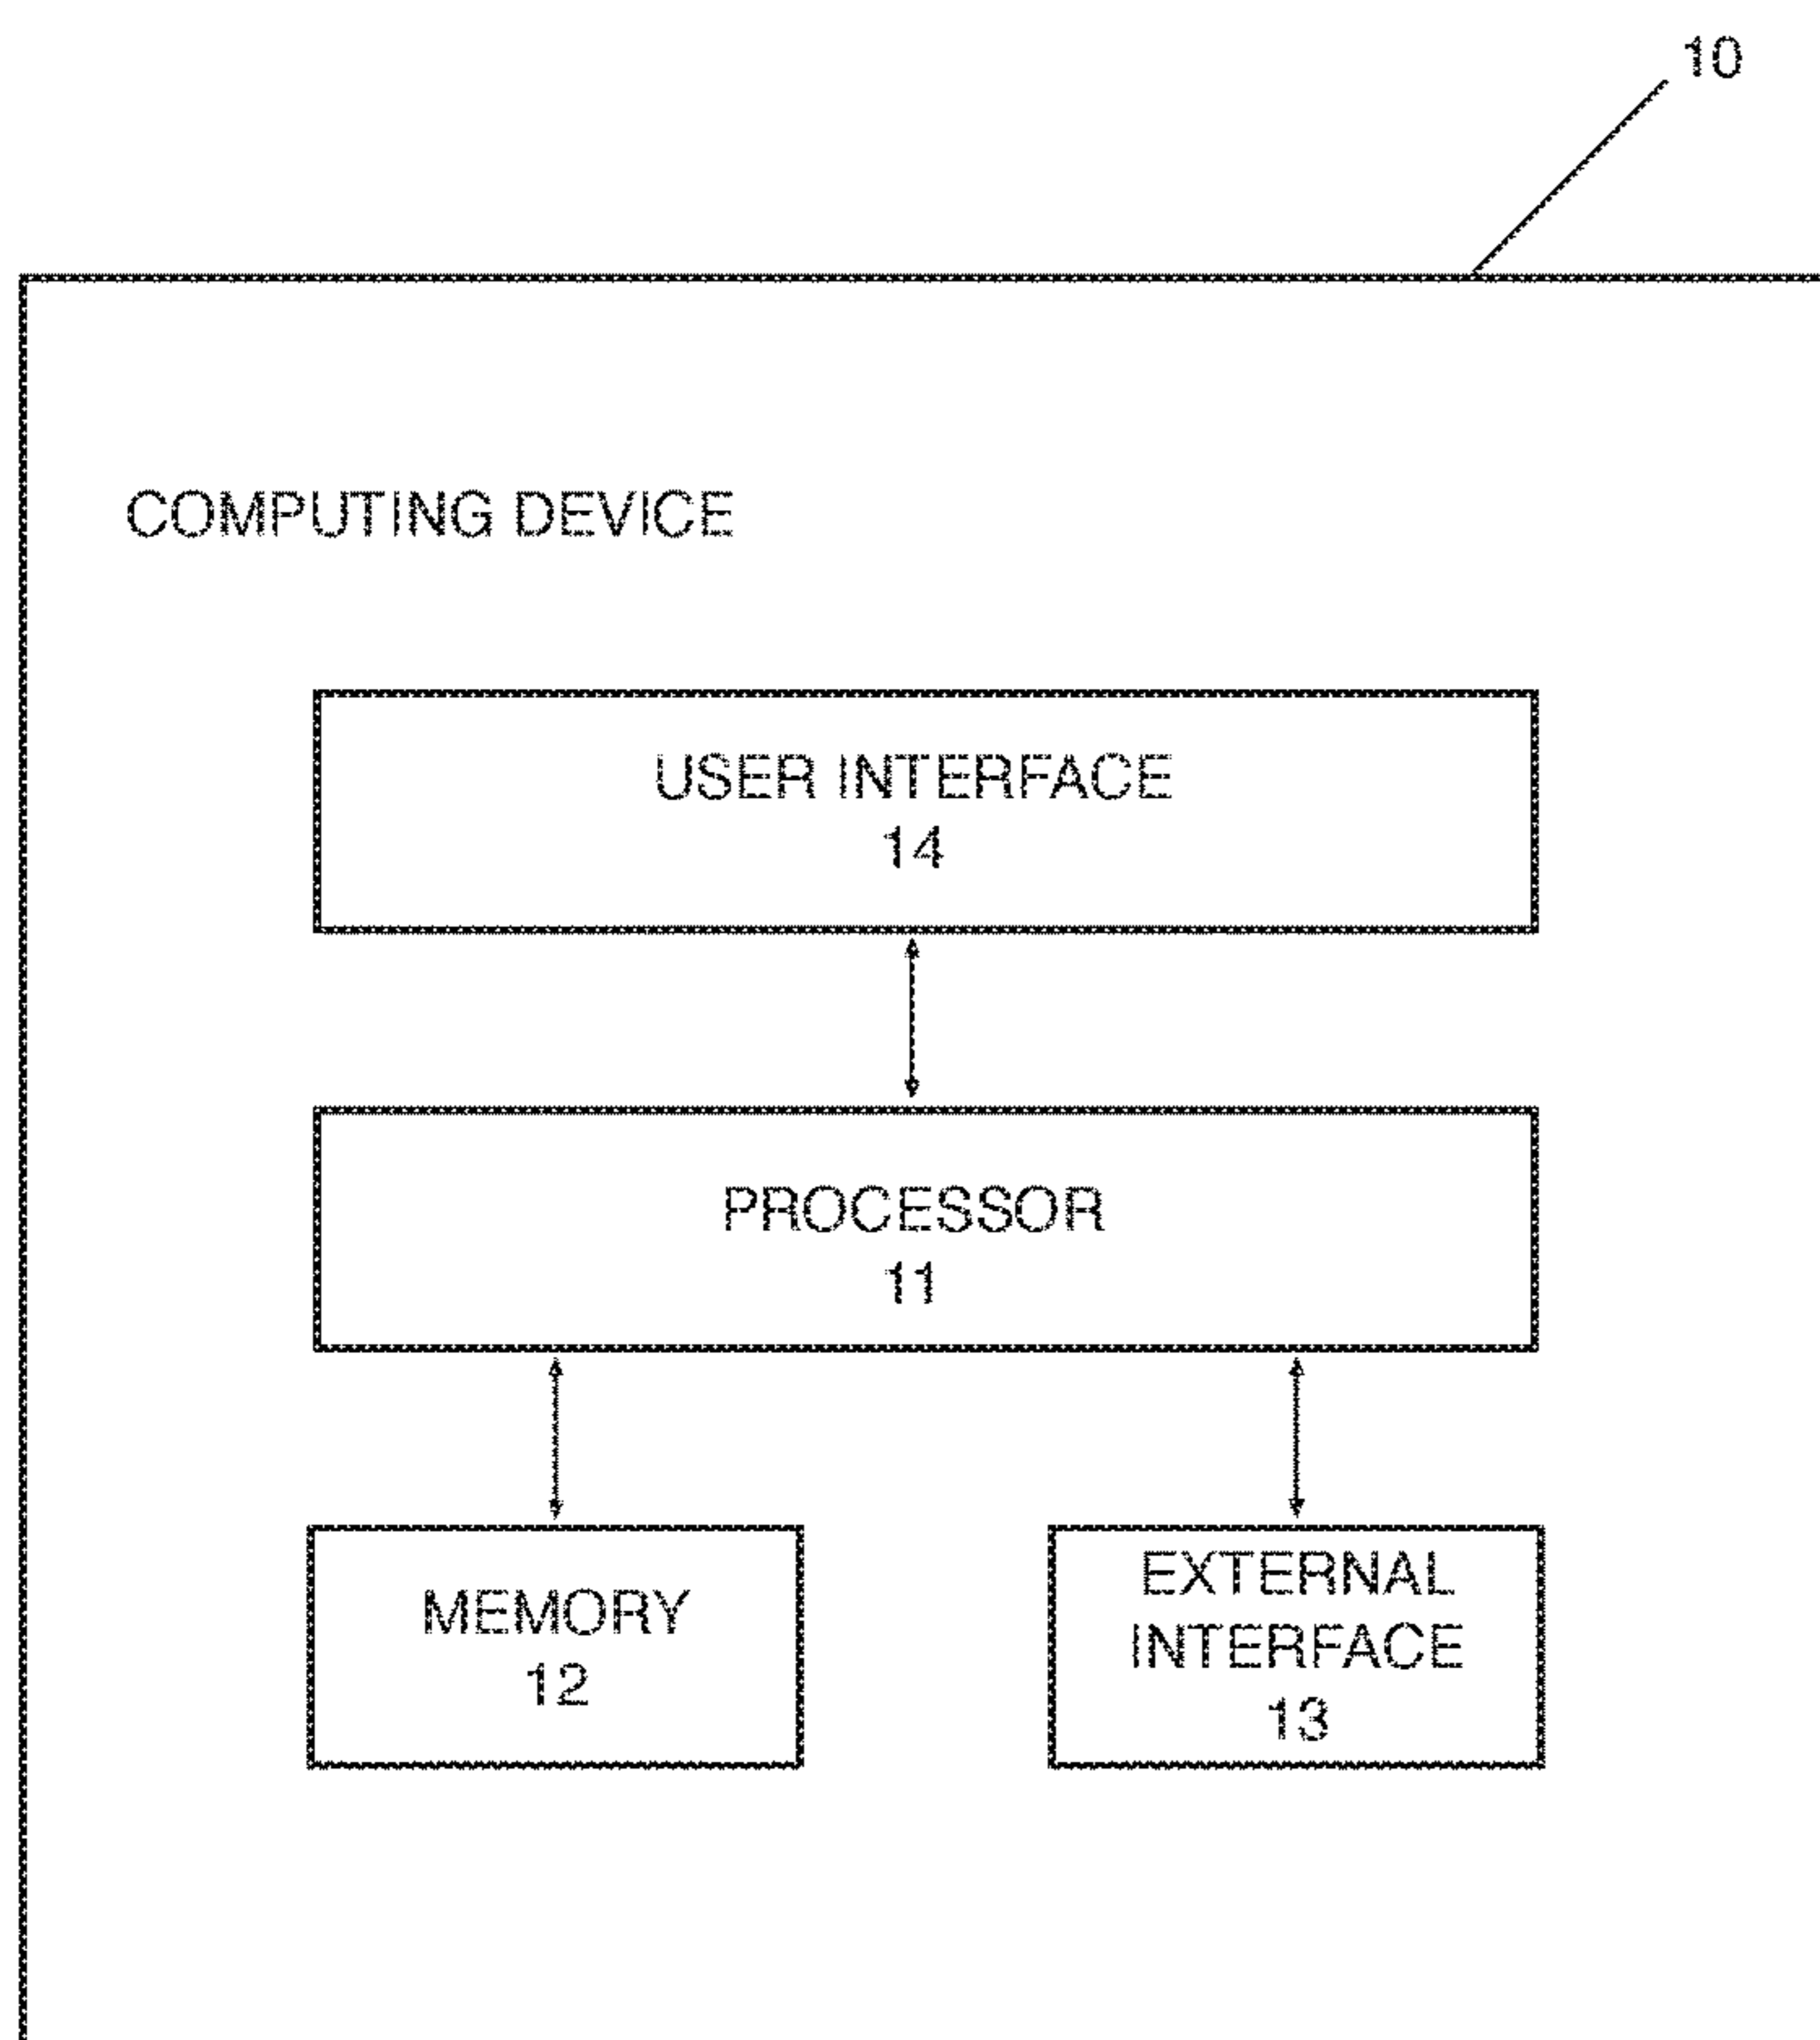 10
COMPUTING DEVICE
USER INTERFACE
14
PROCESSOR
11
MEMORY
12
EXTERNAL
INTERFACE
13